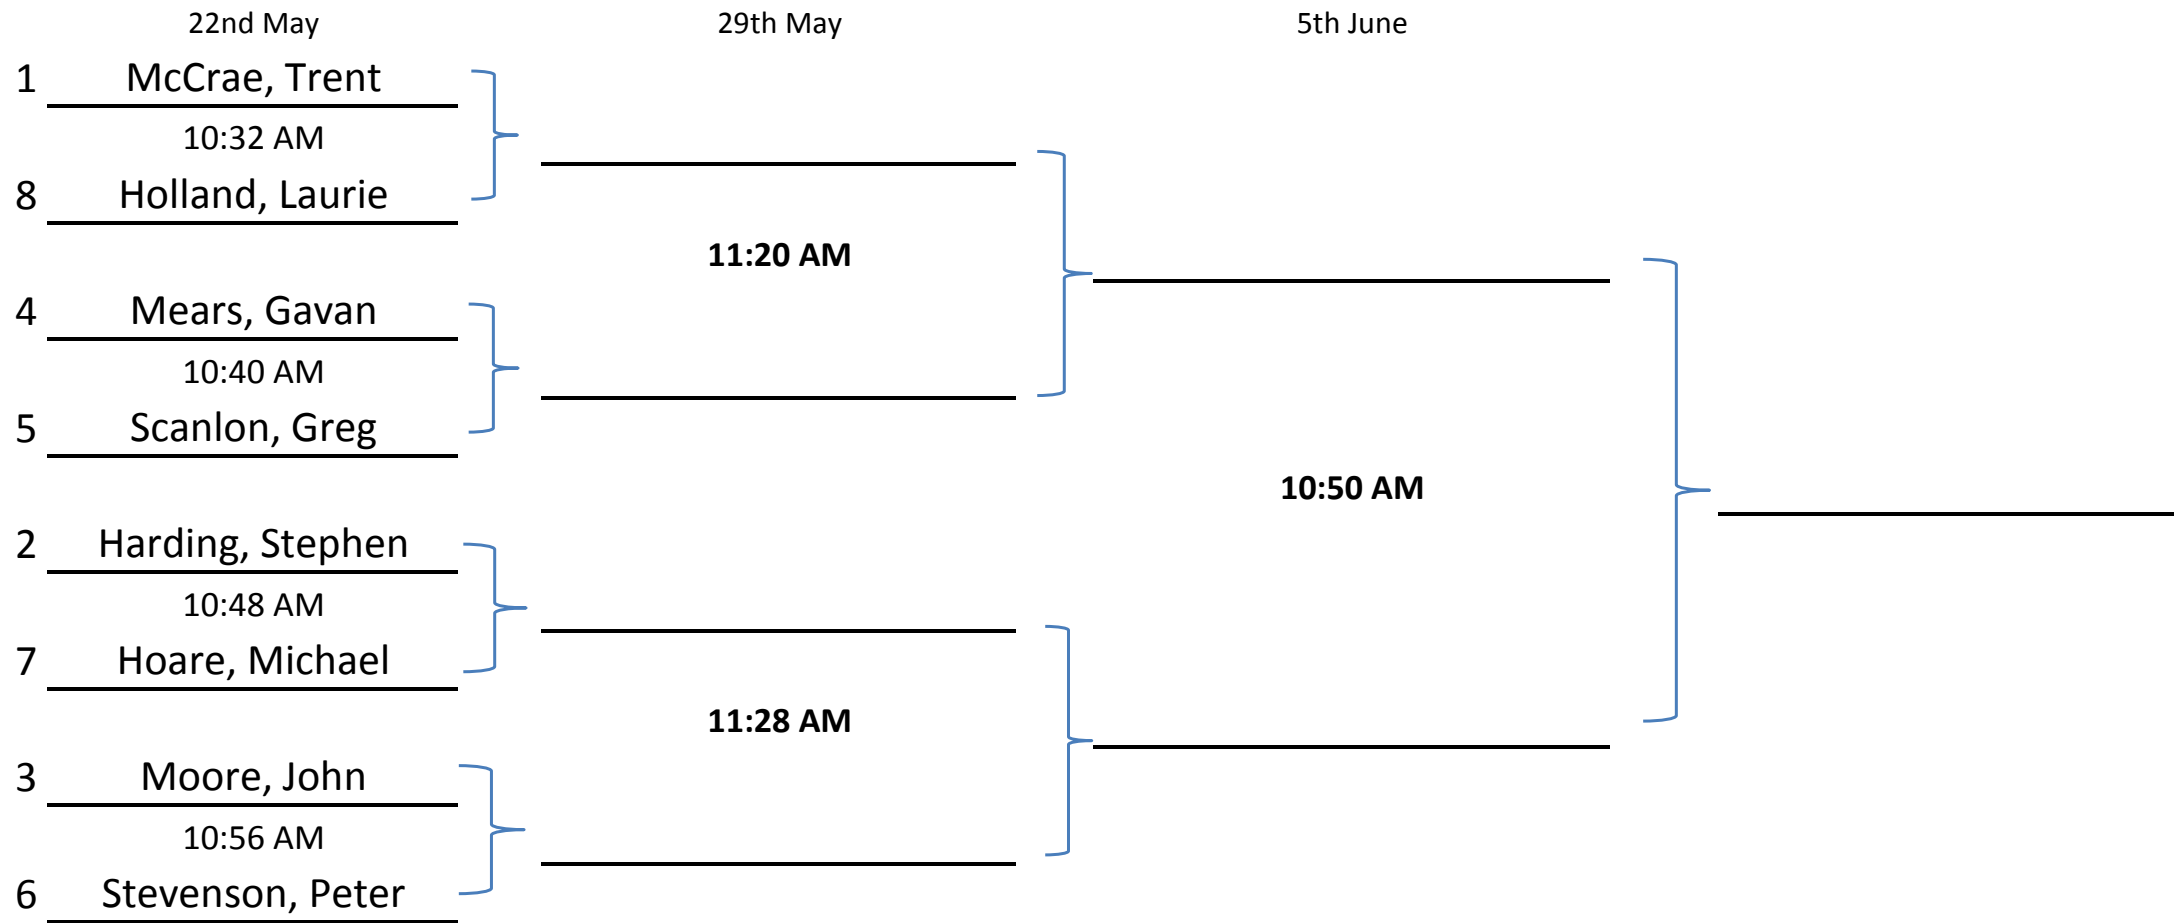 22nd May 29th May 5th June
1 McCrae, Trent
10:32 AM
8 Holland, Laurie
11:20 AM
4 Mears, Gavan
10:40 AM
5 Scanlon, Greg
10:50 AM
2 Harding, Stephen
10:48 AM
7 Hoare, Michael
11:28 AM
3 Moore, John
10:56 AM
6 Stevenson, Peter